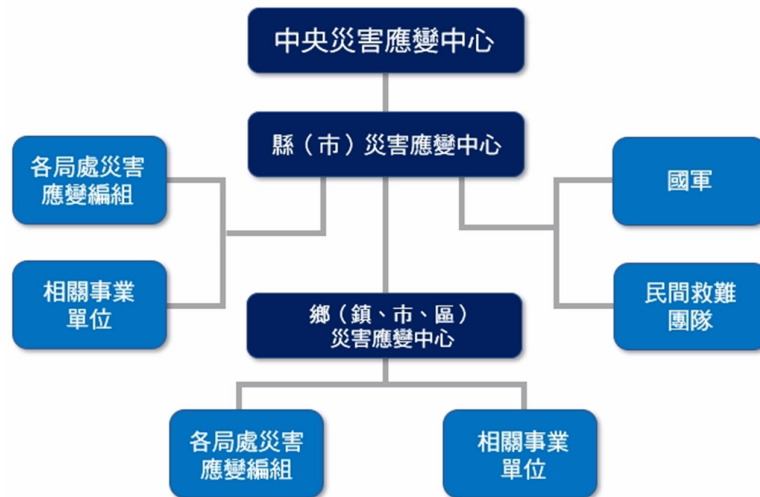 中央災害應變中心
縣（市）災害應變中心
各局處災害
應變編組
國軍
相關事業
單位
民間救難
團隊
鄉（鎮、市、區）
災害應變中心
各局處災害
應變編組
相關事業
單位